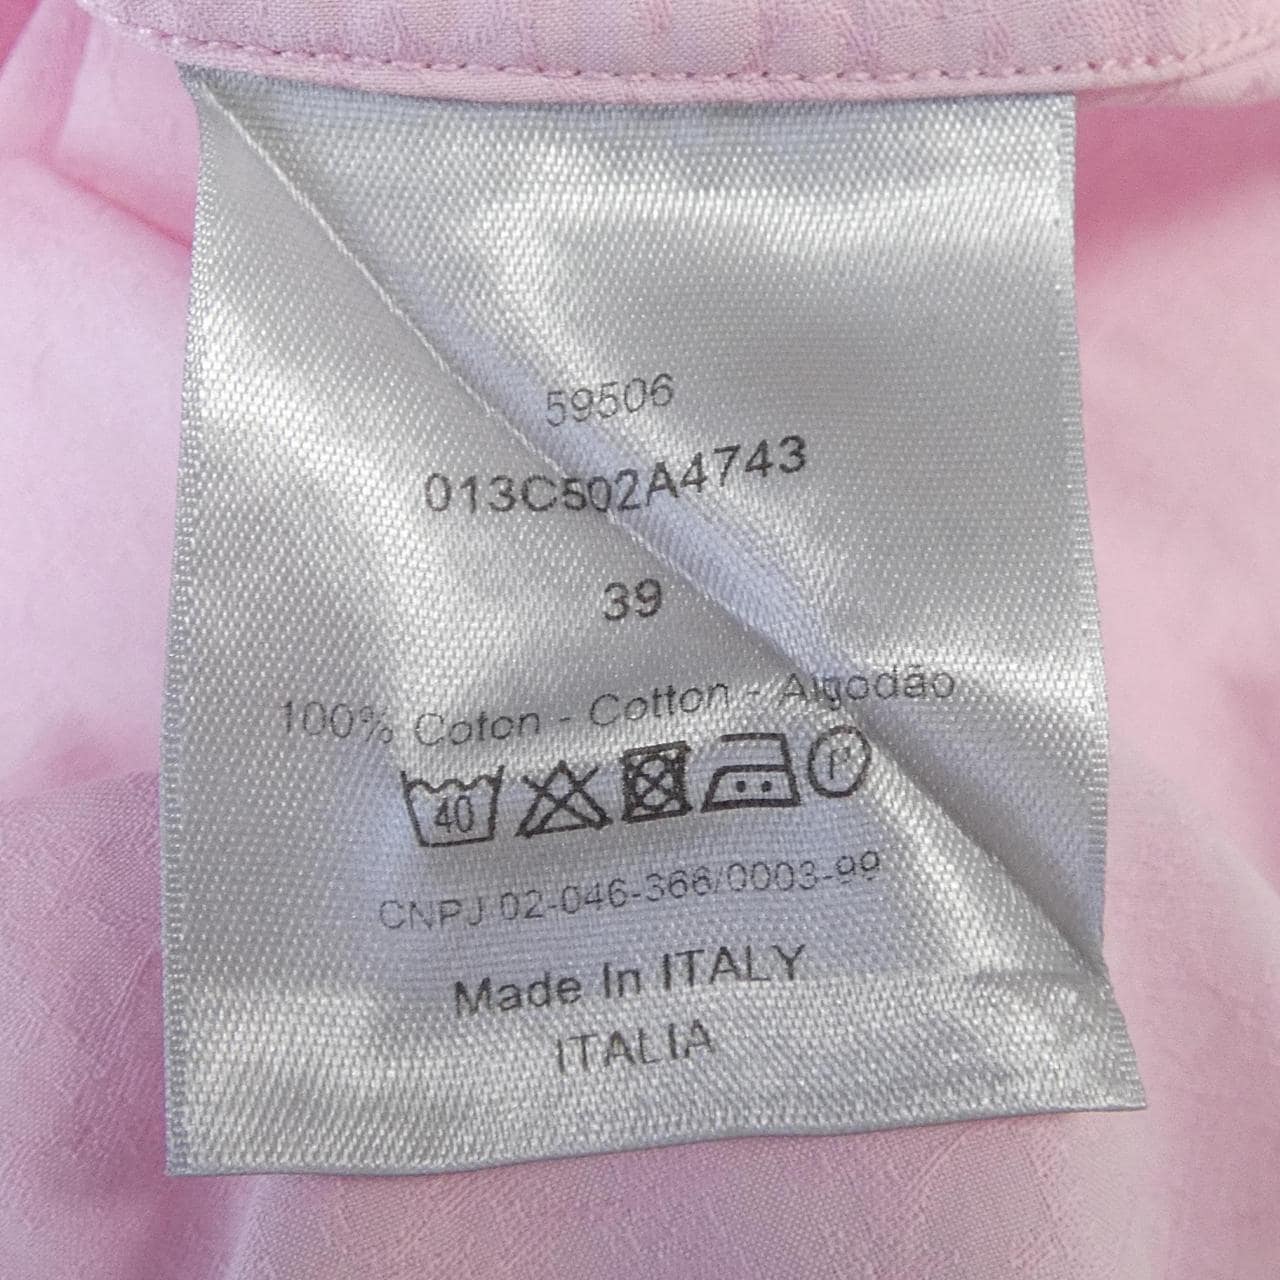 59506
013C502A4743
39
100% Coton - Cotton - Algodão
40 P
CNPJ 02-046-366/0003-99
Made In ITALY
ITALIA